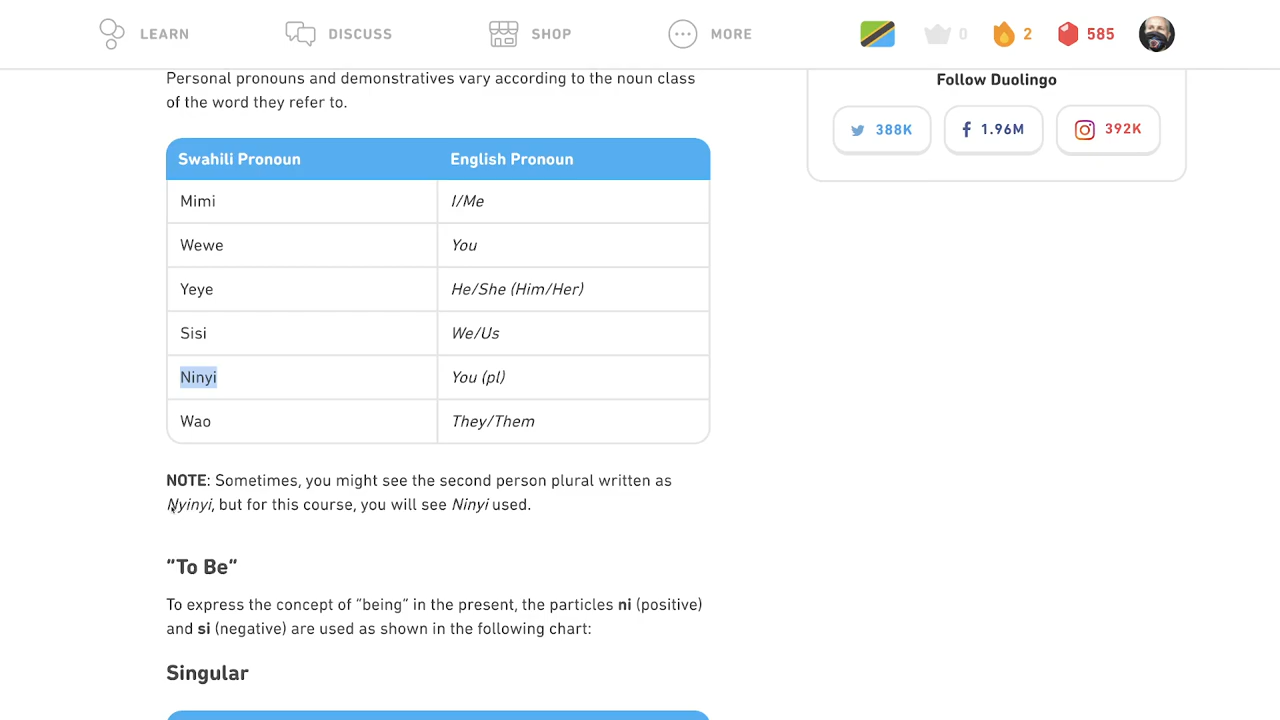 LEARN DISCUSS SHOP MORE 0 2 585
Personal pronouns and demonstratives vary according to the noun class
of the word they refer to.
Follow Duolingo
388K 1.96M 392K
Swahili Pronoun English Pronoun
Mimi I/Me
Wewe You
Yeye He/She (Him/Her)
Sisi We/Us
Ninyi You (pl)
Wao They/Them
NOTE: Sometimes, you might see the second person plural written as
Nyinyi, but for this course, you will see Ninyi used.
"To Be"
To express the concept of "being" in the present, the particles ni (positive)
and si (negative) are used as shown in the following chart:
Singular